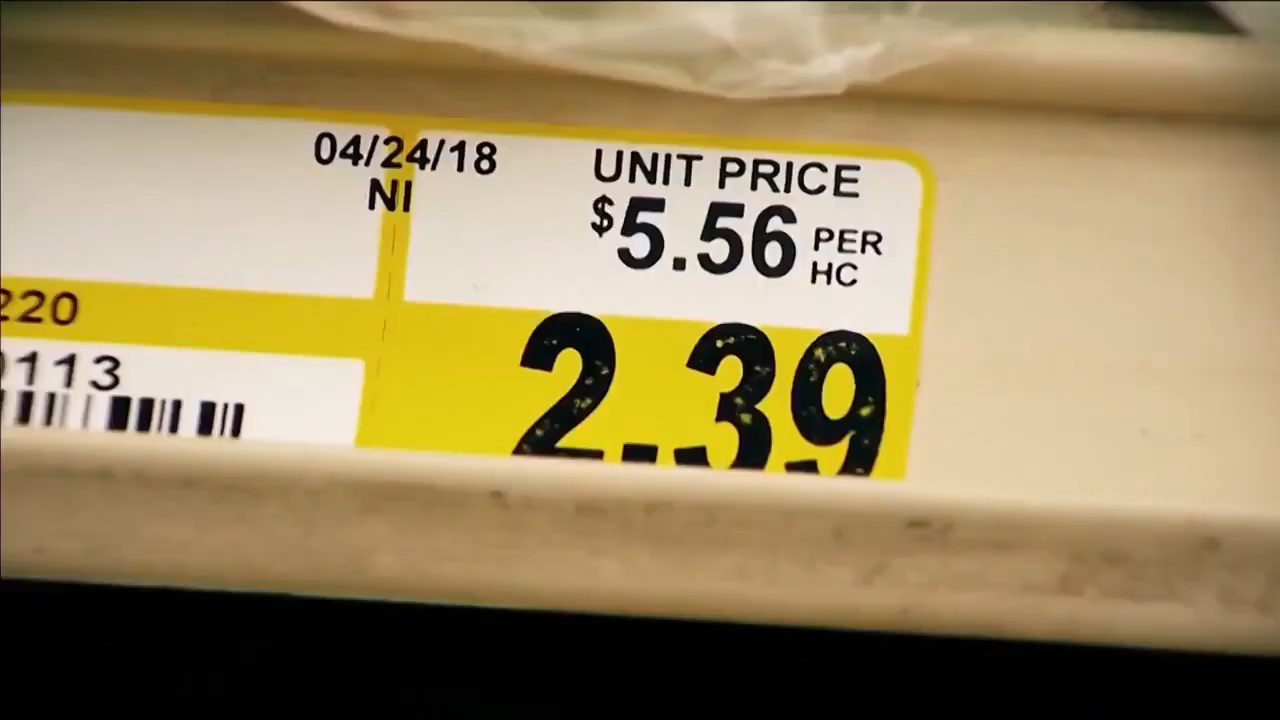 04/24/18
NI
UNIT PRICE
$5.56 PER
HC
220
2.39
0113